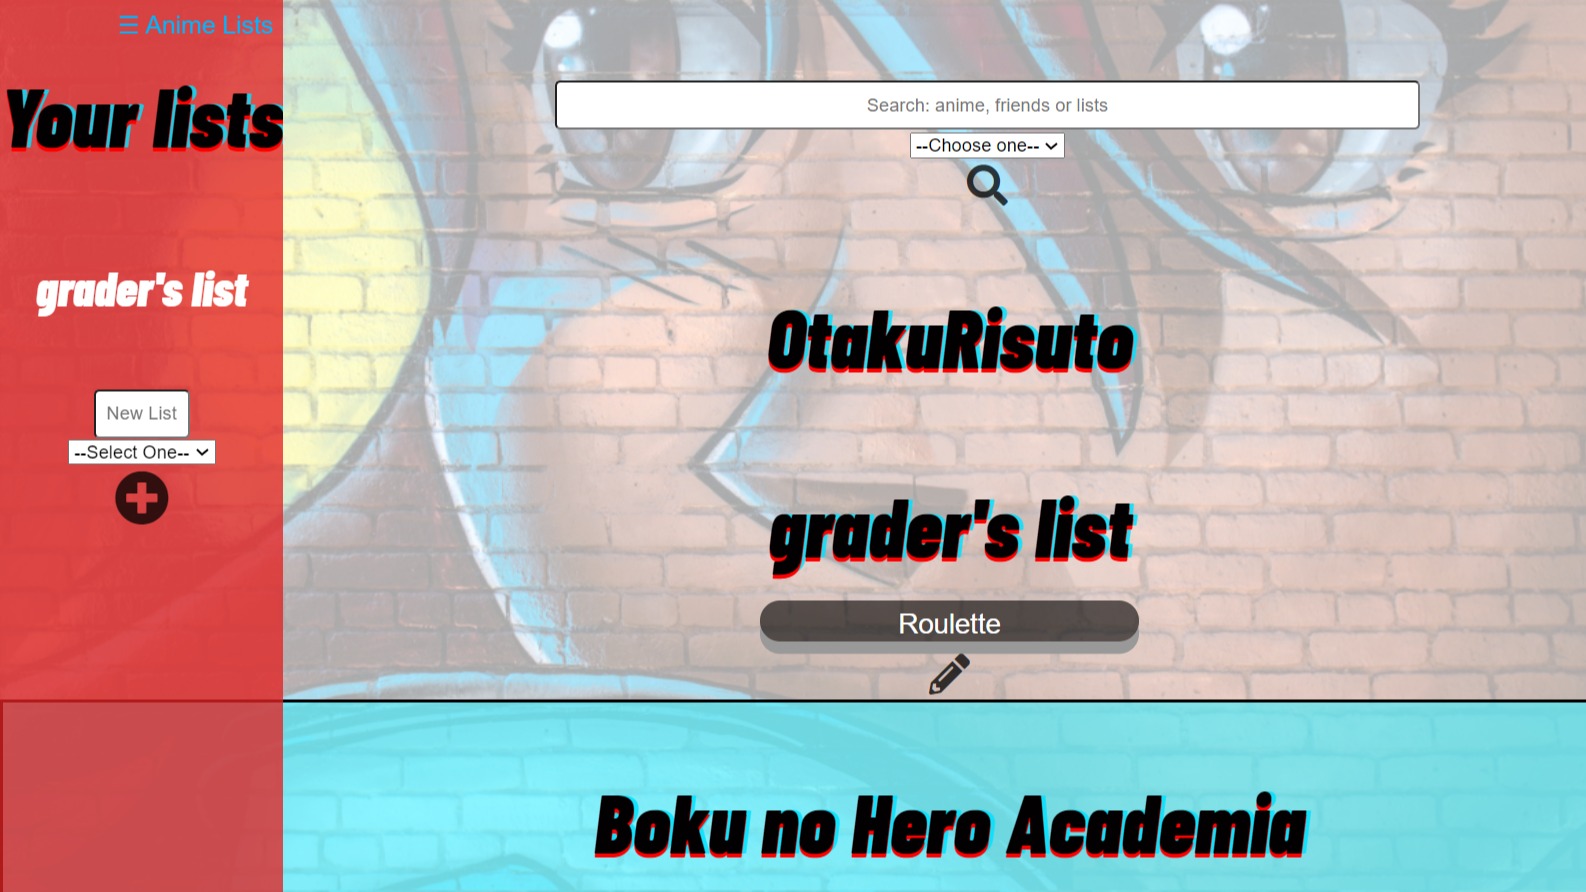 ☰ Anime Lists
Your lists
grader's list
New List
--Select One--
Search: anime, friends or lists
--Choose one--
OtakuRisuto
grader's list
Roulette
Boku no Hero Academia